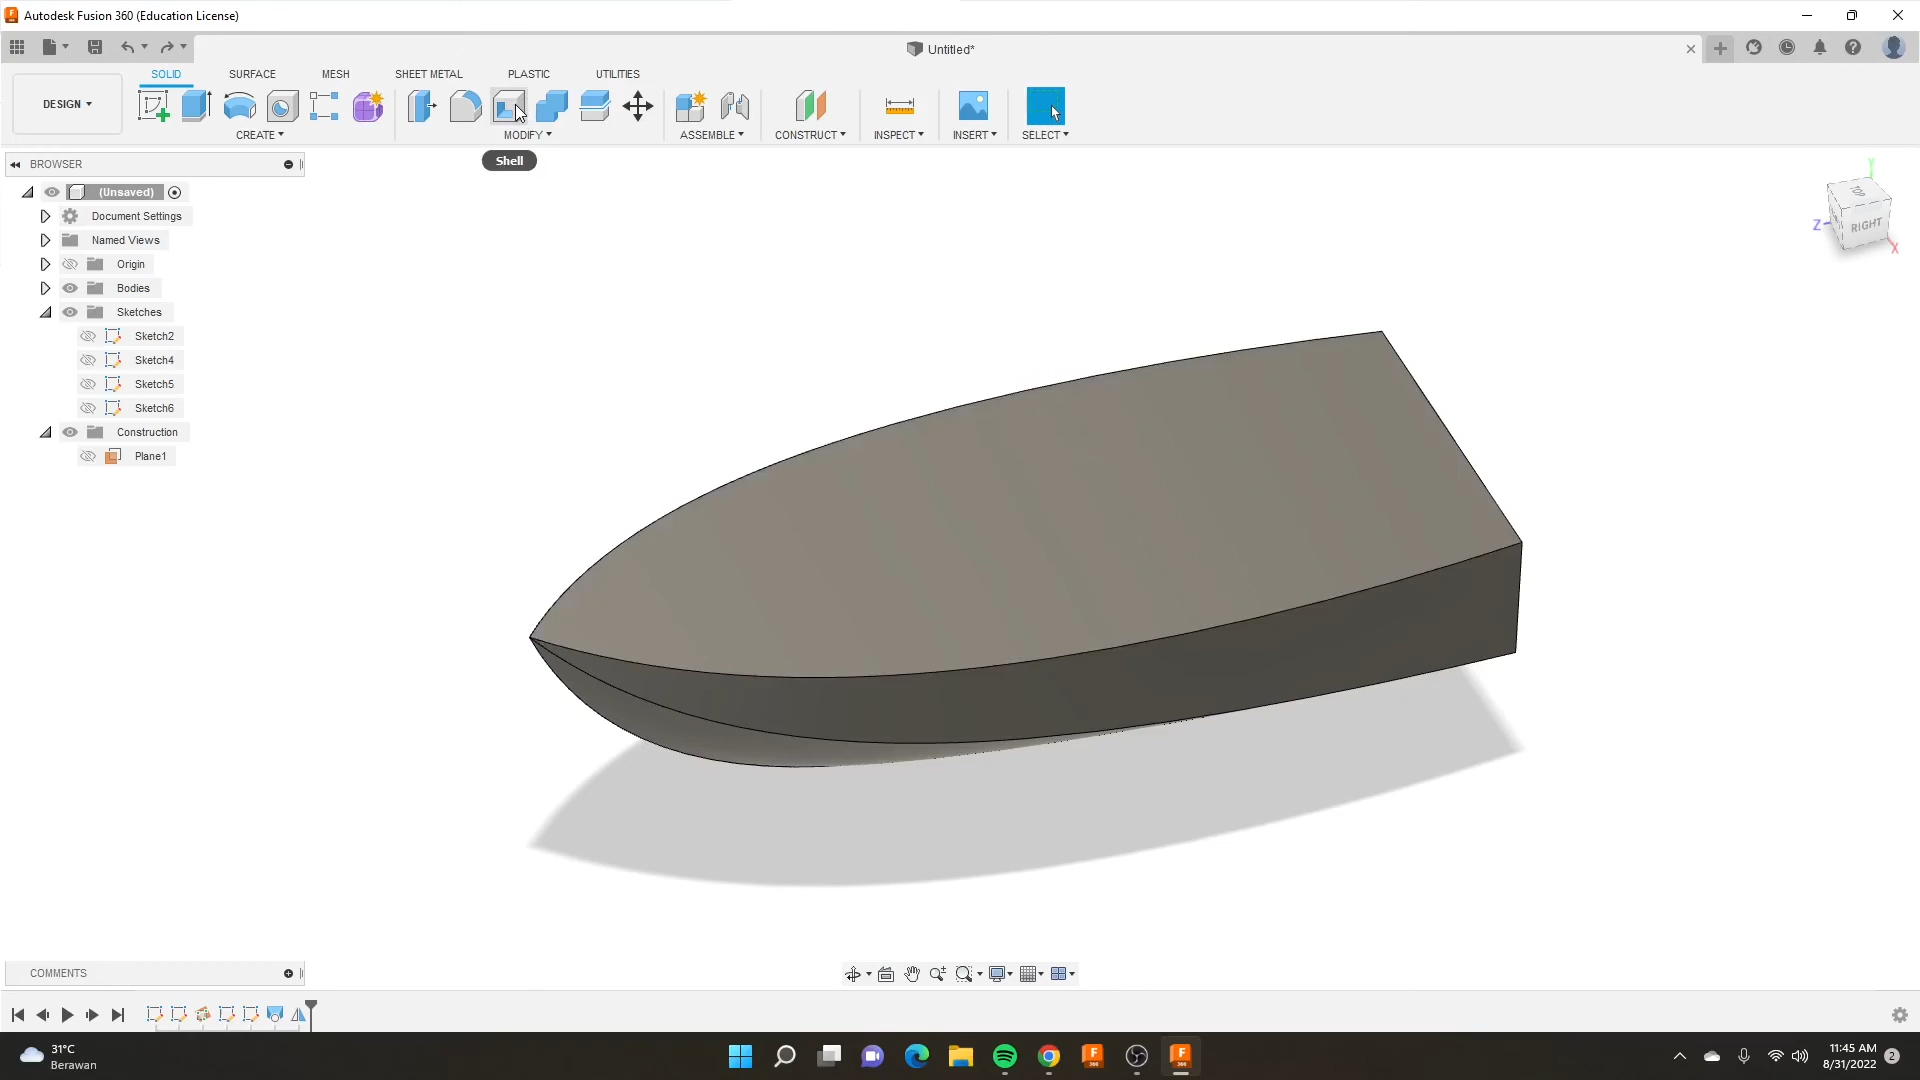 Autodesk Fusion 360 (Education License)
Untitled*
SOLID
SURFACE
MESH
SHEET METAL
PLASTIC
UTILITIES
DESIGN
CREATE
MODIFY
ASSEMBLE
CONSTRUCT
INSPECT
INSERT
SELECT
Shell
BROWSER
(Unsaved)
Document Settings
Named Views
Origin
Bodies
Sketches
Sketch2
Sketch4
Sketch5
Sketch6
Construction
Plane1
Y
TOP
Z
RIGHT
X
COMMENTS
31°C
Berawan
11:45 AM
8/31/2022
2